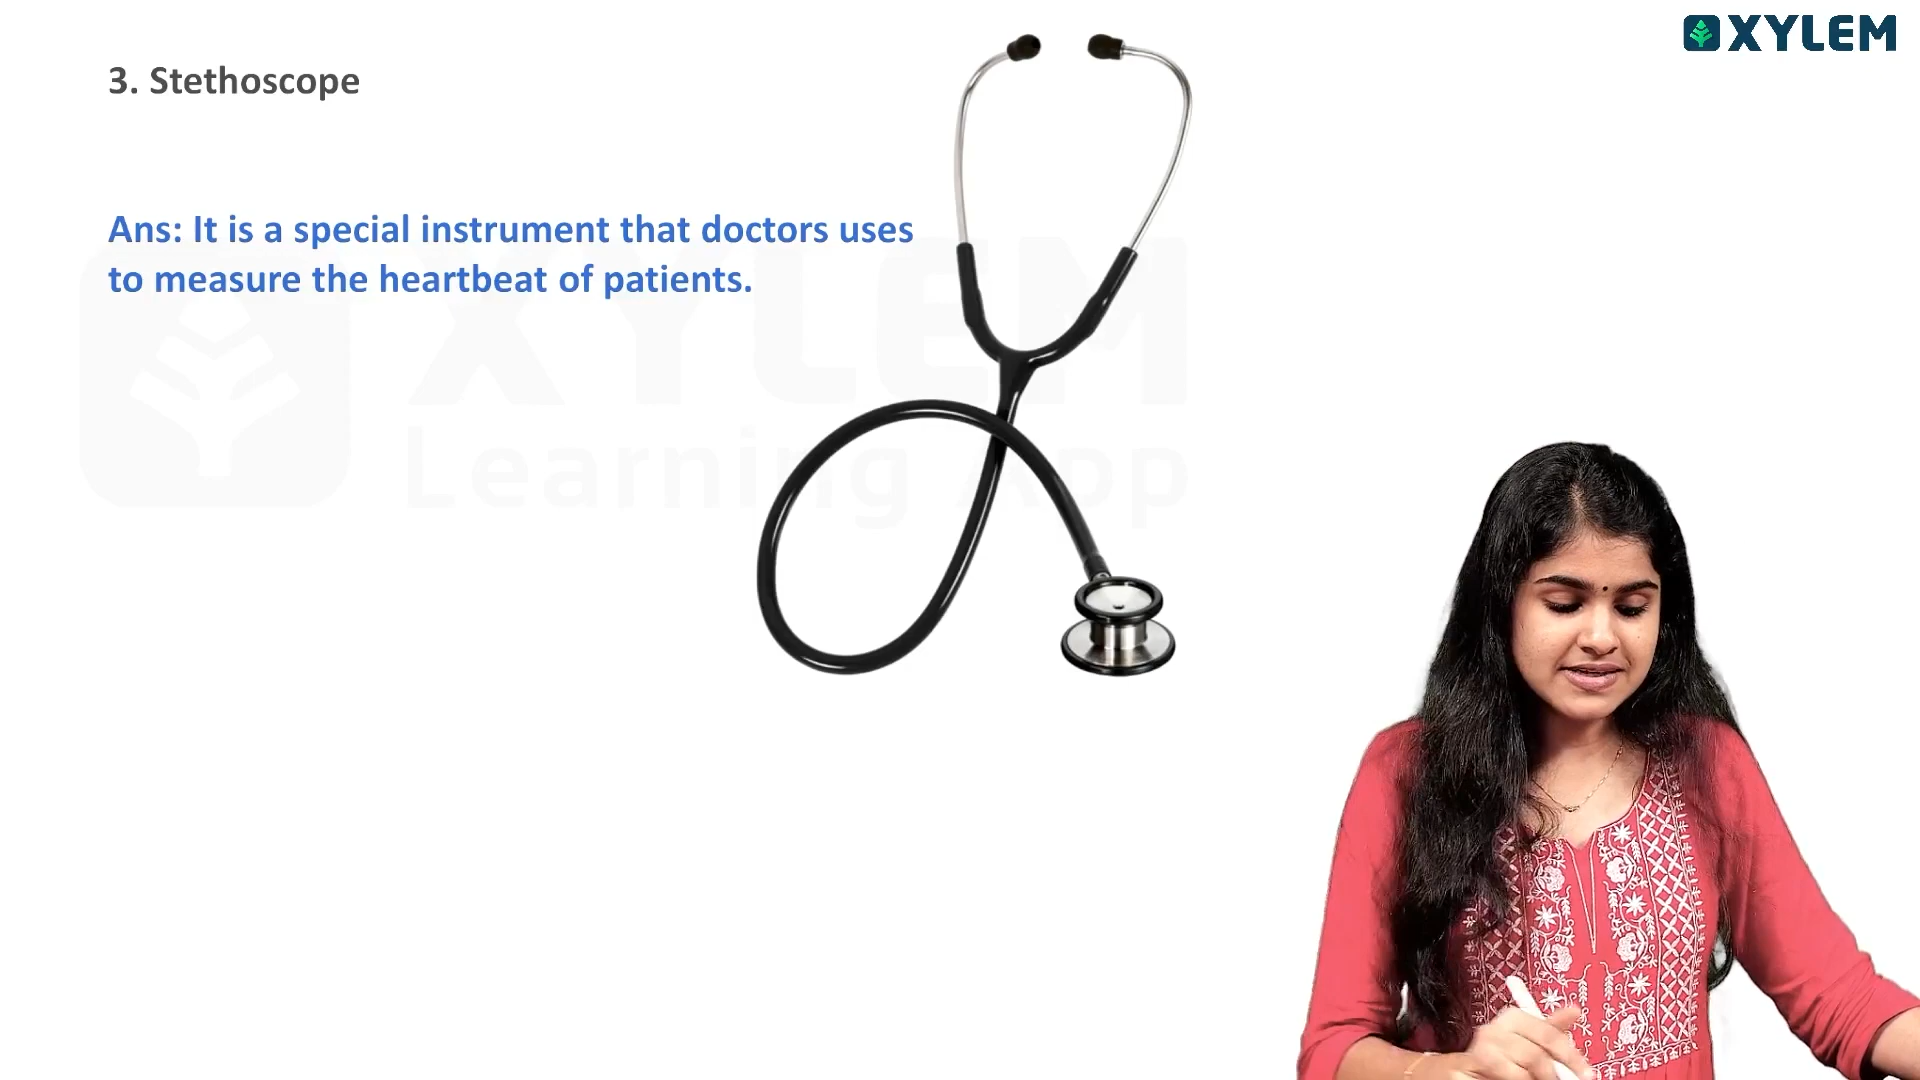 XYLEM
3. Stethoscope
Ans: It is a special instrument that doctors uses
to measure the heartbeat of patients.
XYLEM
Learning App